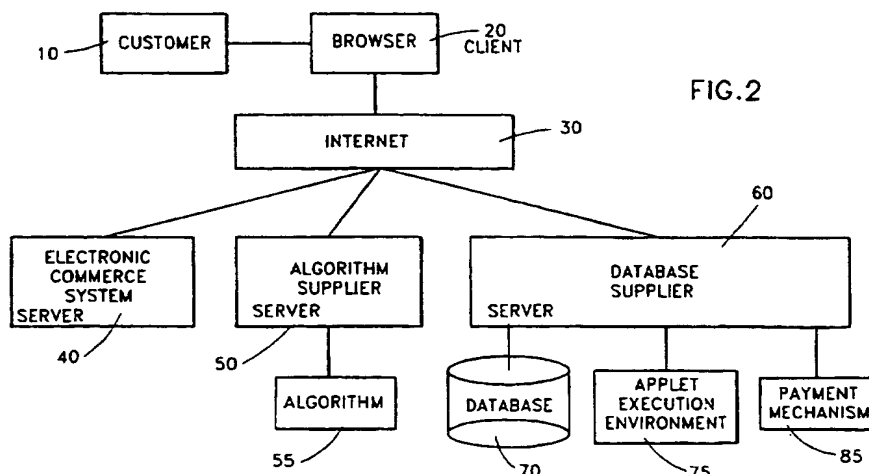 CUSTOMER
10
BROWSER
20
CLIENT
FIG.2
INTERNET
30
60
ELECTRONIC
COMMERCE
SYSTEM
SERVER
40
ALGORITHM
SUPPLIER
SERVER
50
DATABASE
SUPPLIER
SERVER
ALGORITHM
55
DATABASE
70
APPLET
EXECUTION
ENVIRONMENT
75
PAYMENT
MECHANISM
85